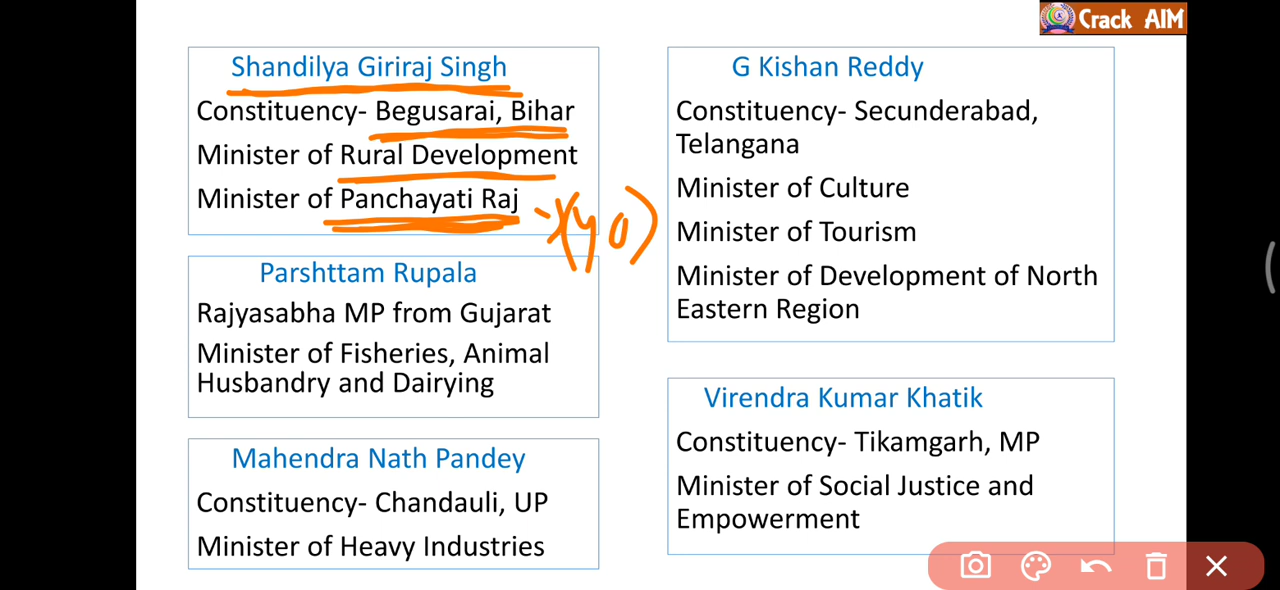 Crack AIM
Shandilya Giriraj Singh
Constituency- Begusarai, Bihar
Minister of Rural Development
Minister of Panchayati Raj
Parshttam Rupala
Rajyasabha MP from Gujarat
Minister of Fisheries, Animal
Husbandry and Dairying
Mahendra Nath Pandey
Constituency- Chandauli, UP
Minister of Heavy Industries
G Kishan Reddy
Constituency- Secunderabad,
Telangana
Minister of Culture
Minister of Tourism
Minister of Development of North
Eastern Region
Virendra Kumar Khatik
Constituency- Tikamgarh, MP
Minister of Social Justice and
Empowerment